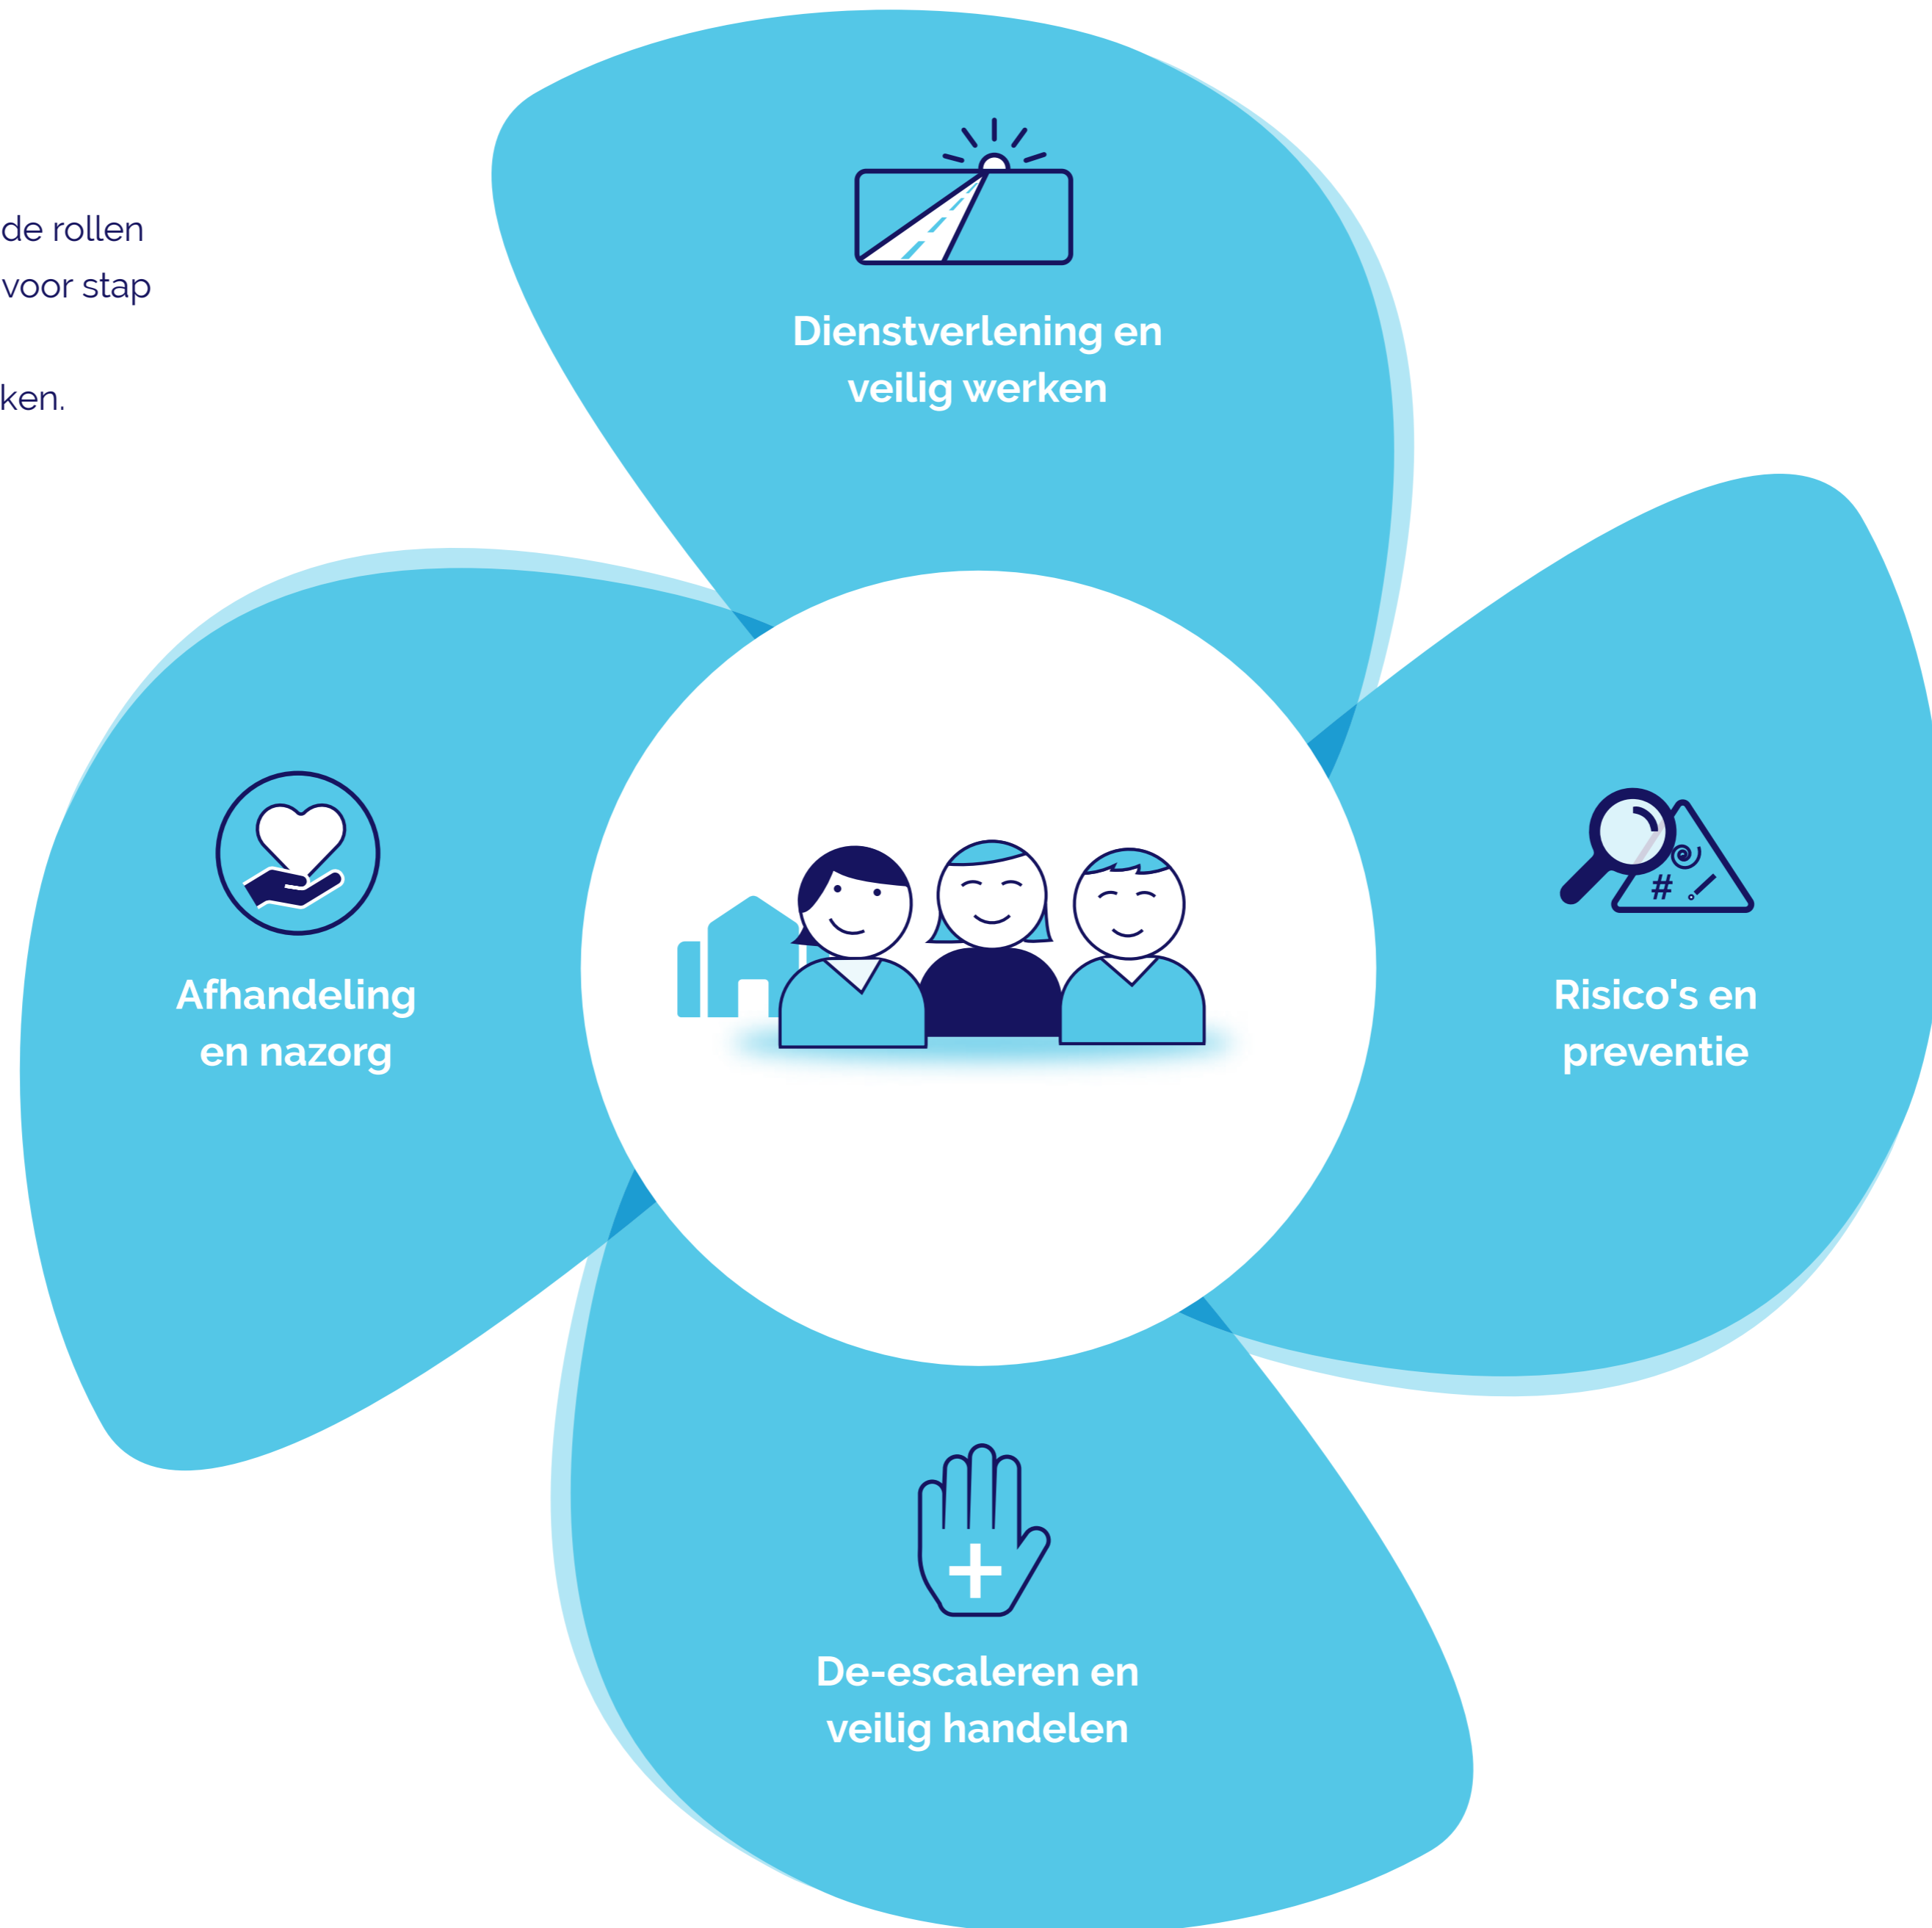 de rollen
voor stap
ken.
Dienstverlening en
veilig werken
Afhandeling
en nazorg
Risico's en
preventie
#
De-escaleren en
veilig handelen